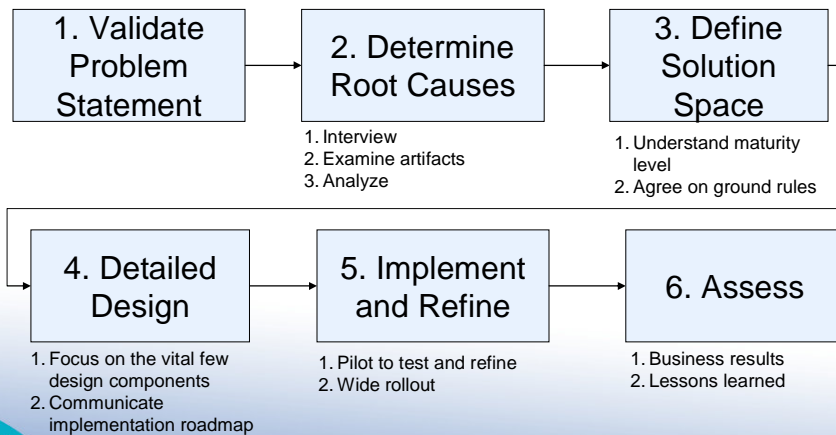 1. Validate
Problem
Statement
2. Determine
Root Causes
1. Interview
2. Examine artifacts
3. Analyze
3. Define
Solution
Space
1. Understand maturity
level
2. Agree on ground rules
4. Detailed
Design
1. Focus on the vital few
design components
2. Communicate
implementation roadmap
5. Implement
and Refine
1. Pilot to test and refine
2. Wide rollout
6. Assess
1. Business results
2. Lessons learned